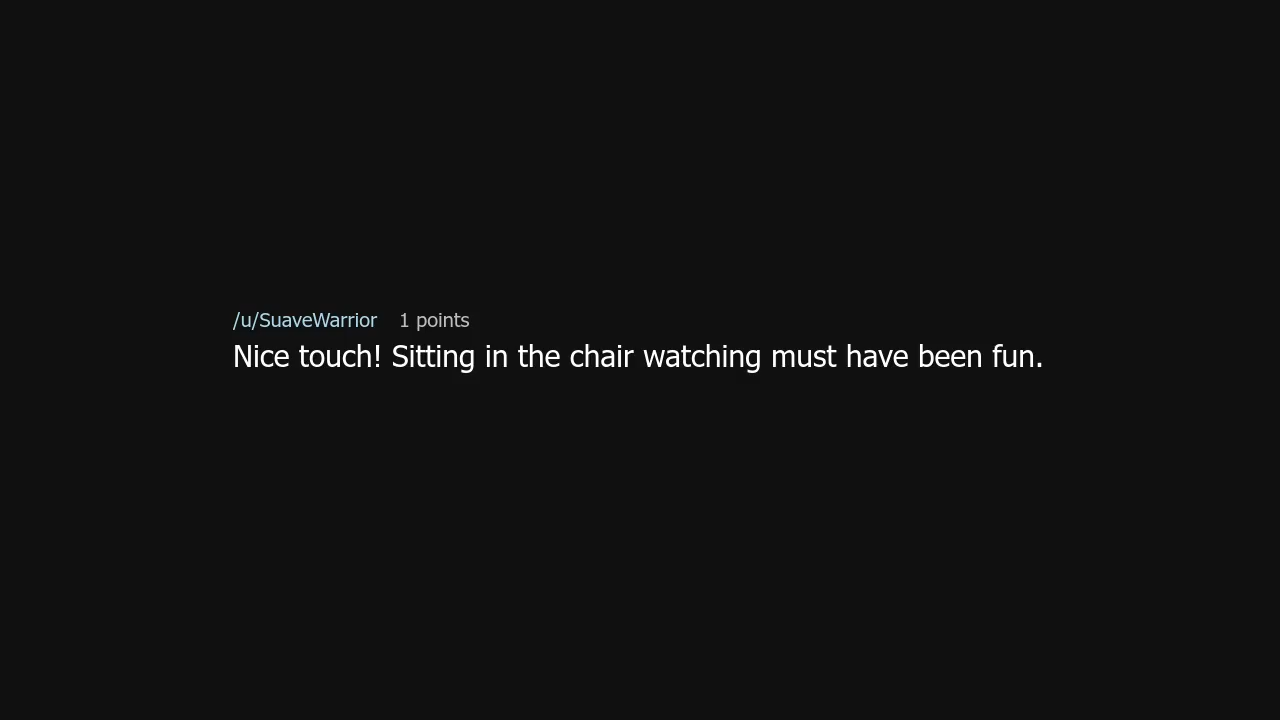 /u/SuaveWarrior 1 points
Nice touch! Sitting in the chair watching must have been fun.